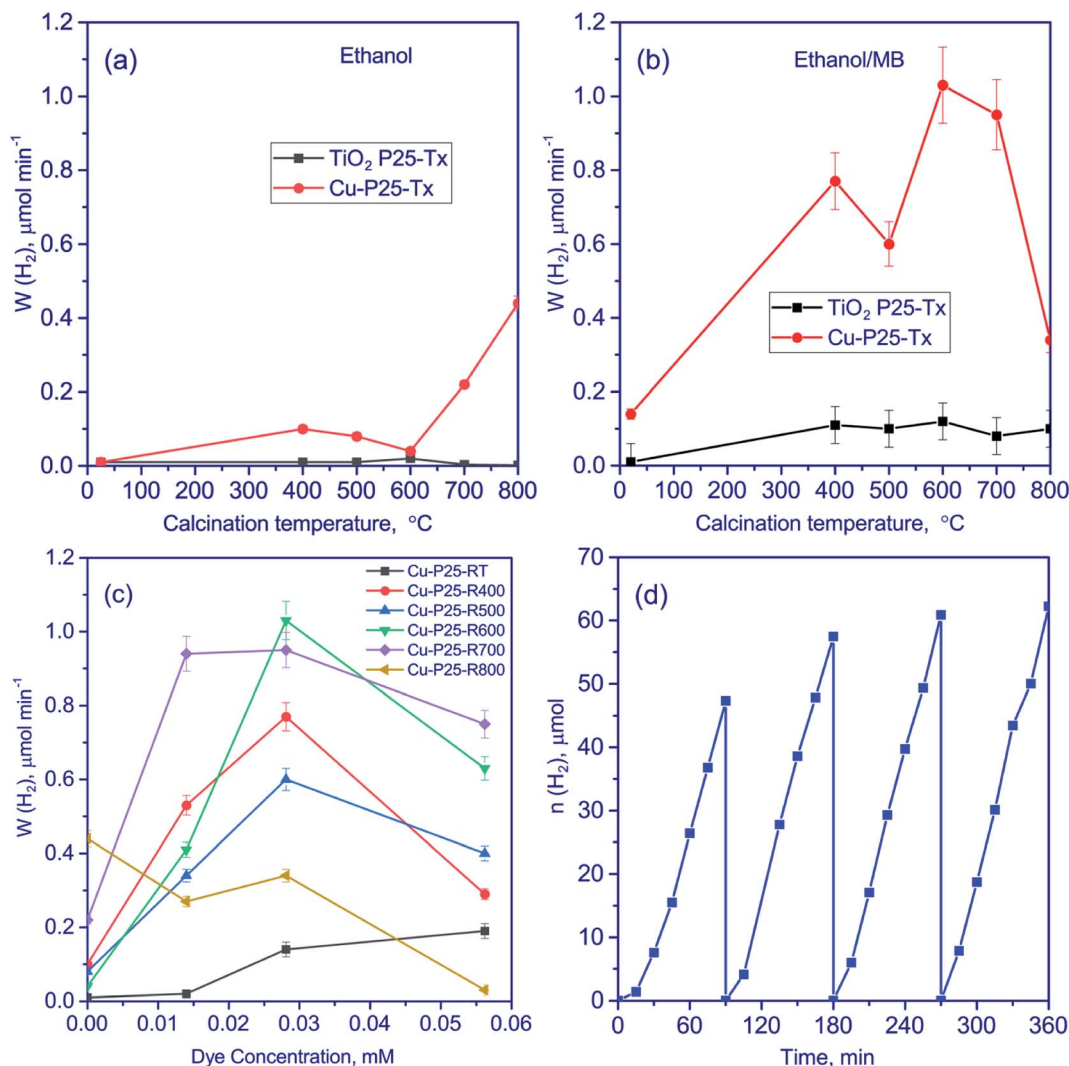 (a)
Ethanol
W (H₂), μmol min⁻¹
1.2
1.0
0.8
0.6
0.4
0.2
0.0
TiO₂ P25-Tx
Cu-P25-Tx
0 100 200 300 400 500 600 700 800
Calcination temperature, °C
(b)
Ethanol/MB
W (H₂), μmol min⁻¹
1.2
1.0
0.8
0.6
0.4
0.2
0.0
TiO₂ P25-Tx
Cu-P25-Tx
0 100 200 300 400 500 600 700 800
Calcination temperature, °C
(c)
W (H₂), μmol min⁻¹
1.2
1.0
0.8
0.6
0.4
0.2
0.0
Cu-P25-RT
Cu-P25-R400
Cu-P25-R500
Cu-P25-R600
Cu-P25-R700
Cu-P25-R800
0.00 0.01 0.02 0.03 0.04 0.05 0.06
Dye Concentration, mM
(d)
n (H₂), μmol
70
60
50
40
30
20
10
0
0 60 120 180 240 300 360
Time, min